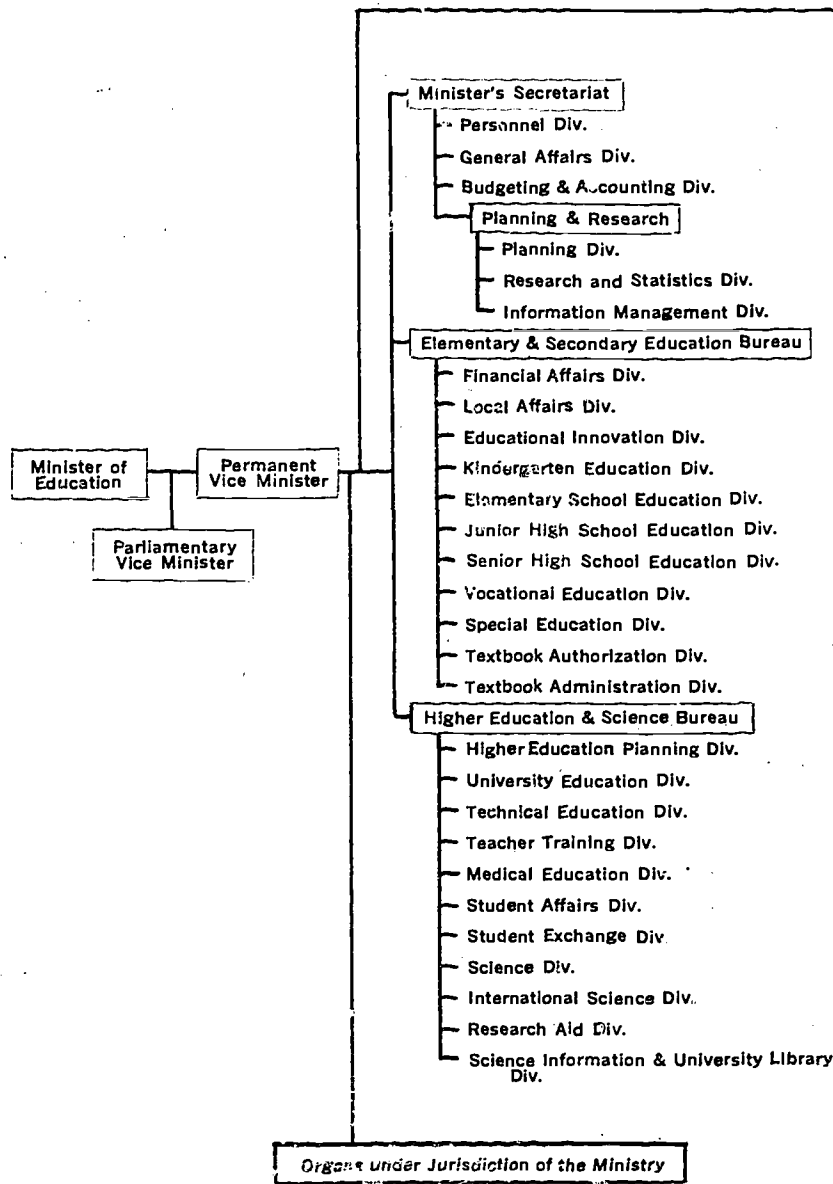 Minister's Secretariat
Personnel Div.
General Affairs Div.
Budgeting & Accounting Div.
Planning & Research
Planning Div.
Research and Statistics Div.
Information Management Div.
Elementary & Secondary Education Bureau
Financial Affairs Div.
Local Affairs Div.
Educational Innovation Div.
Kindergarten Education Div.
Elementary School Education Div.
Junior High School Education Div.
Senior High School Education Div.
Vocational Education Div.
Special Education Div.
Textbook Authorization Div.
Textbook Administration Div.
Minister of
Education
Permanent
Vice Minister
Parliamentary
Vice Minister
Higher Education & Science Bureau
Higher Education Planning Div.
University Education Div.
Technical Education Div.
Teacher Training Div.
Medical Education Div.
Student Affairs Div.
Student Exchange Div
Science Div.
International Science Div.
Research Aid Div.
Science Information & University Library
Div.
Organs under Jurisdiction of the Ministry